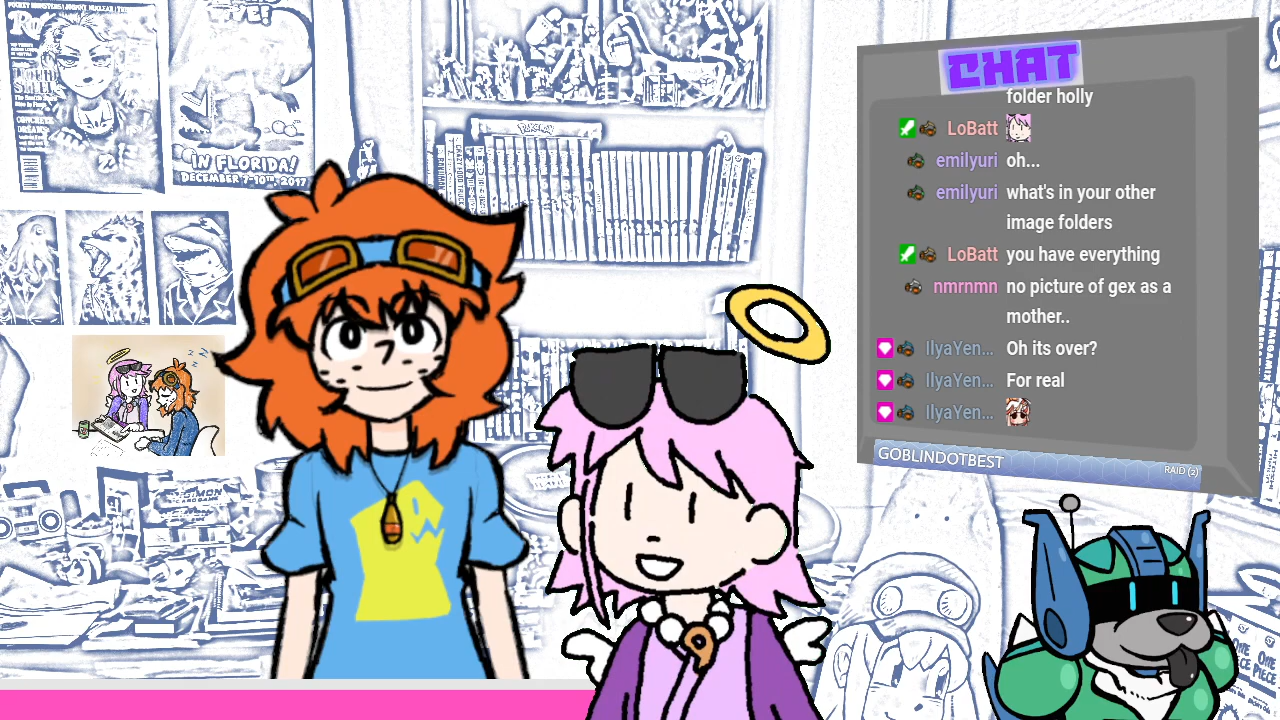 LOVE!
IN FLORIDA!
DECEMBER 7-10TH, 2017
POKÉMON
DIGIMON
CARD GAME
CHAT
folder holly
LoBatt
emilyuri oh...
emilyuri what's in your other
image folders
LoBatt you have everything
nmrnmn no picture of gex as a
mother..
IlyaYen... Oh its over?
IlyaYen... For real
IlyaYen...
GOBLINDOTBEST
RAID (2)
ONE PIECE